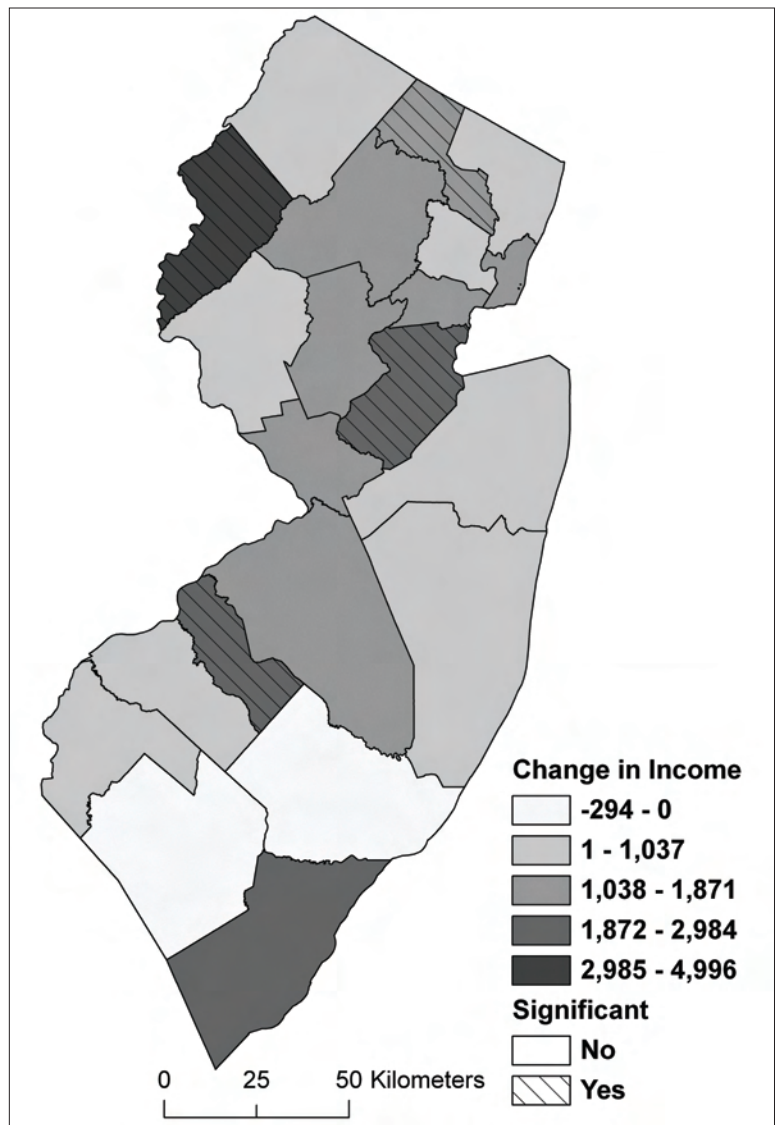 Change in Income
-294 - 0
1 - 1,037
1,038 - 1,871
1,872 - 2,984
2,985 - 4,996
Significant
No
Yes
0 25 50 Kilometers